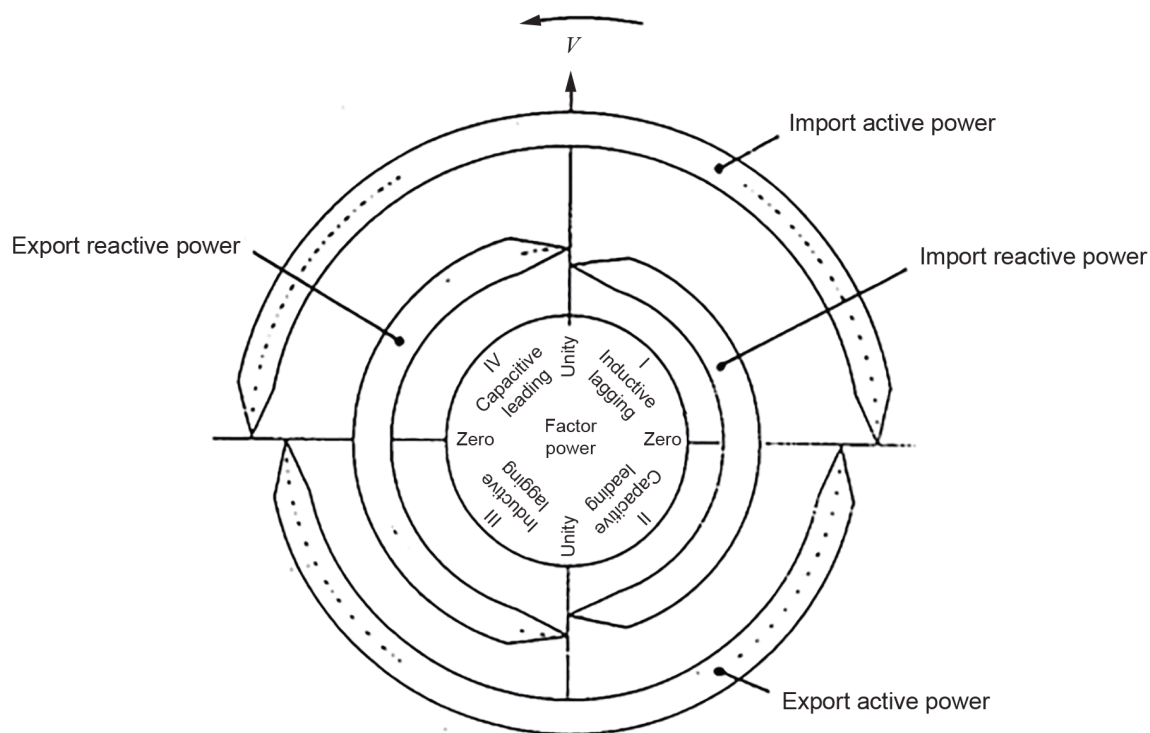 V
Import active power
Export reactive power
Import reactive power
Unity
IV
Capacitive
leading
I
Inductive
lagging
Zero
Factor
power
Zero
III
Inductive
lagging
II
Capacitive
leading
Unity
Export active power